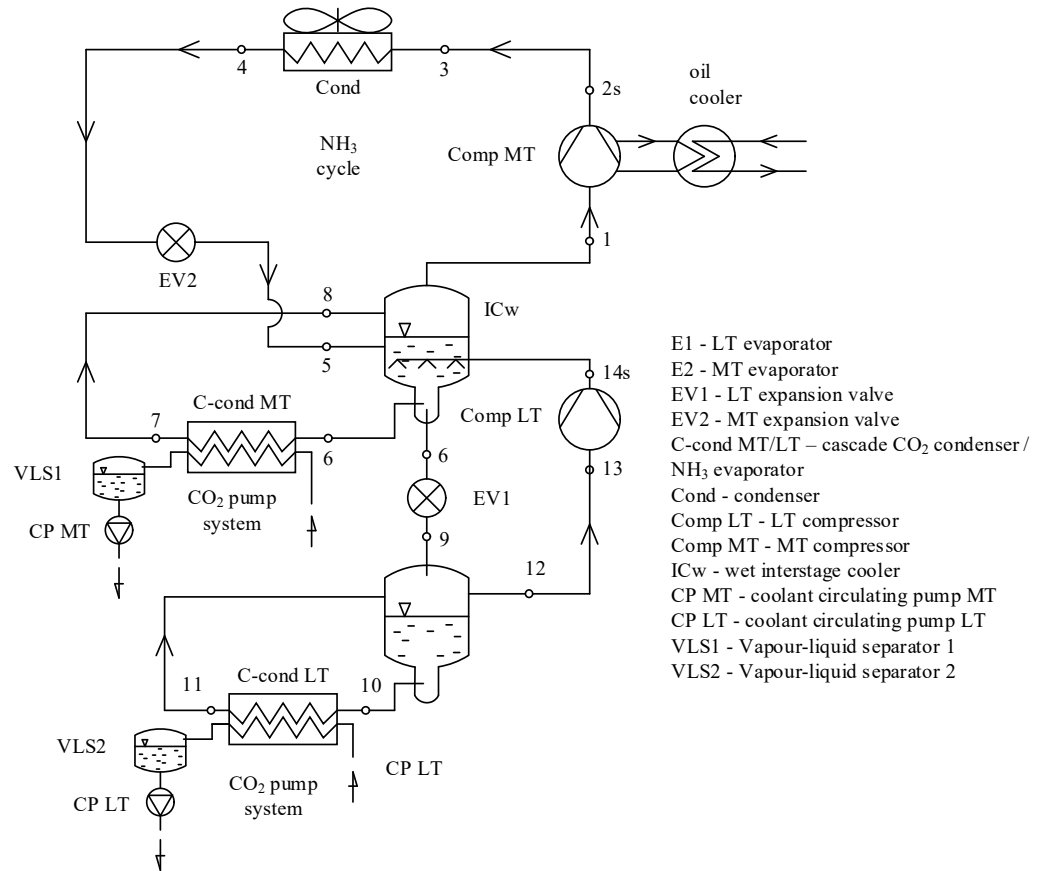 4
3
Cond
2s
oil
cooler
NH₃
cycle
Comp MT
1
EV2
8
ICw
5
14s
C-cond MT
Comp LT
7
6
6
VLS1
CO₂ pump
system
CP MT
EV1
13
9
12
E1 - LT evaporator
E2 - MT evaporator
EV1 - LT expansion valve
EV2 - MT expansion valve
C-cond MT/LT – cascade CO₂ condenser /
NH₃ evaporator
Cond - condenser
Comp LT - LT compressor
Comp MT - MT compressor
ICw - wet interstage cooler
CP MT - coolant circulating pump MT
CP LT - coolant circulating pump LT
VLS1 - Vapour-liquid separator 1
VLS2 - Vapour-liquid separator 2
C-cond LT
11
10
VLS2
CO₂ pump
system
CP LT
CP LT